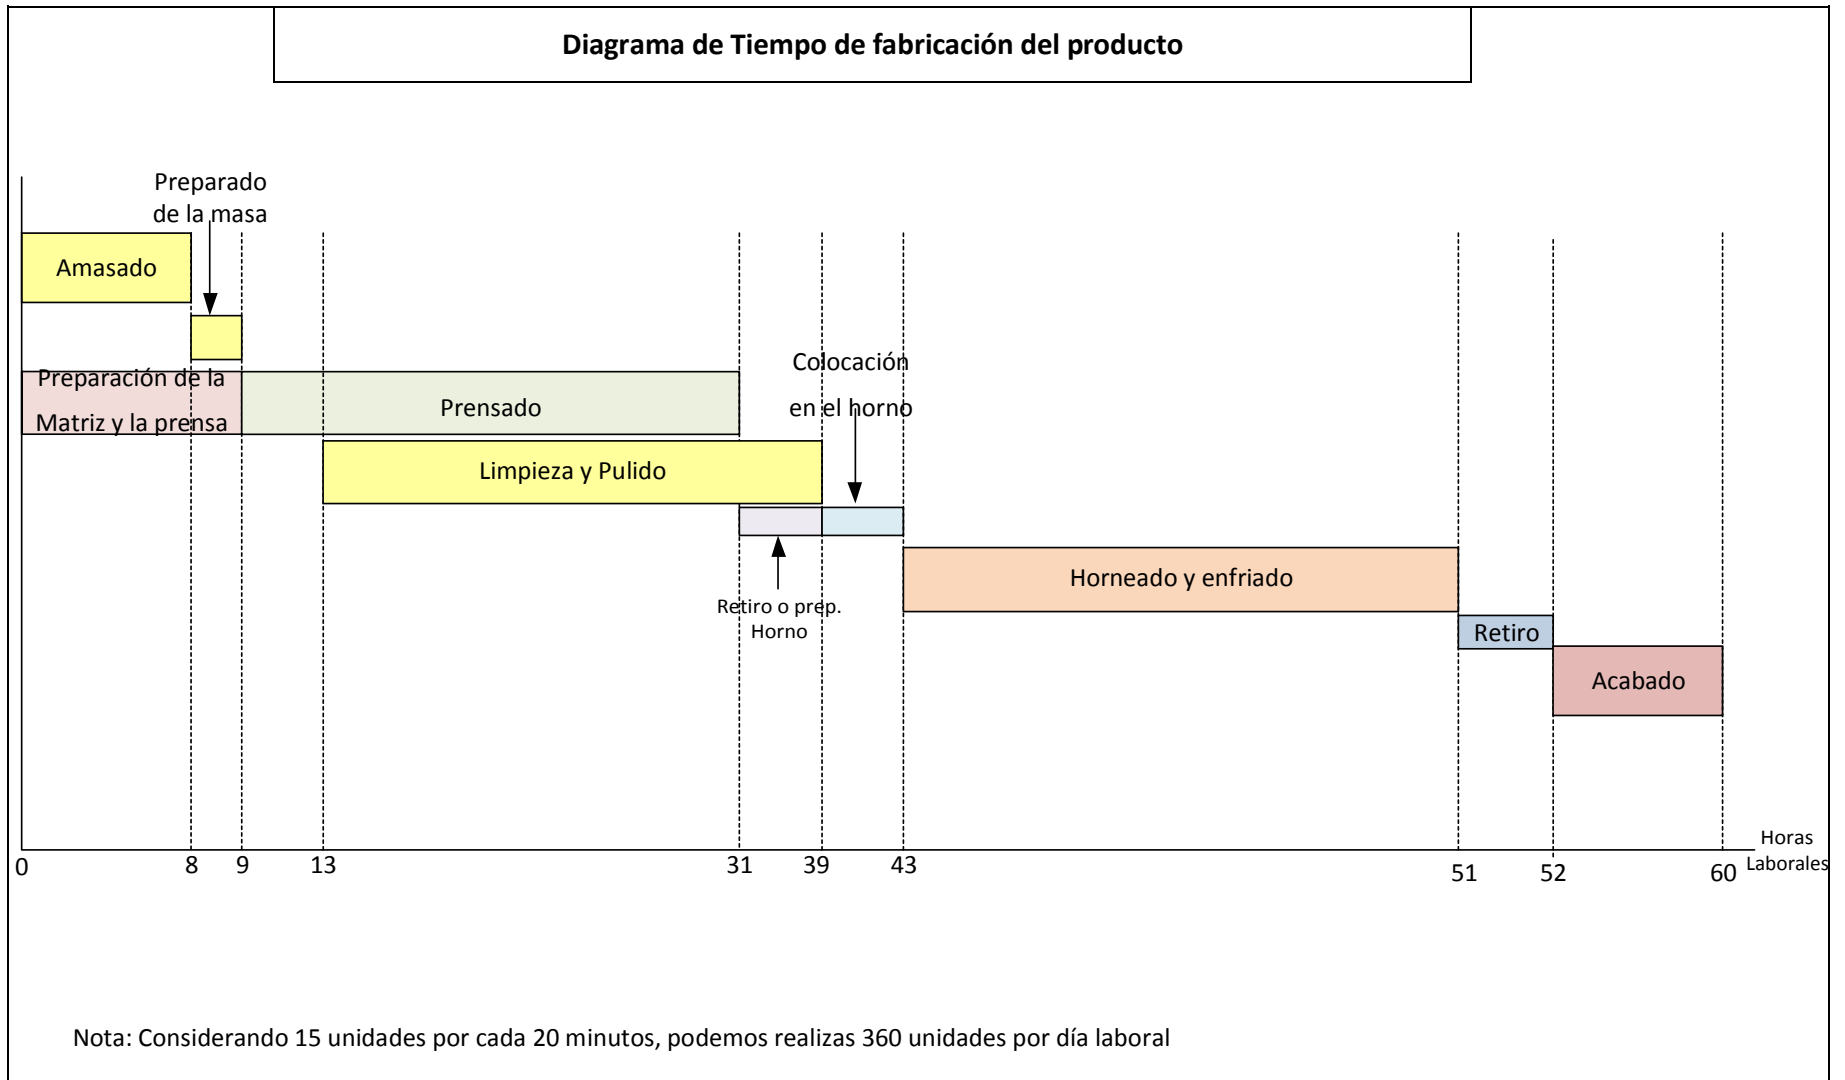 Diagrama de Tiempo de fabricación del producto
Preparado
de la masa
Amasado
Colocación
en el horno
Preparación de la
Matriz y la prensa
Prensado
Limpieza y Pulido
Retiro o prep.
Horno
Horneado y enfriado
Retiro
Acabado
0
8
9
13
31
39
43
51
52
60
Horas
Laborales
Nota: Considerando 15 unidades por cada 20 minutos, podemos realizas 360 unidades por día laboral